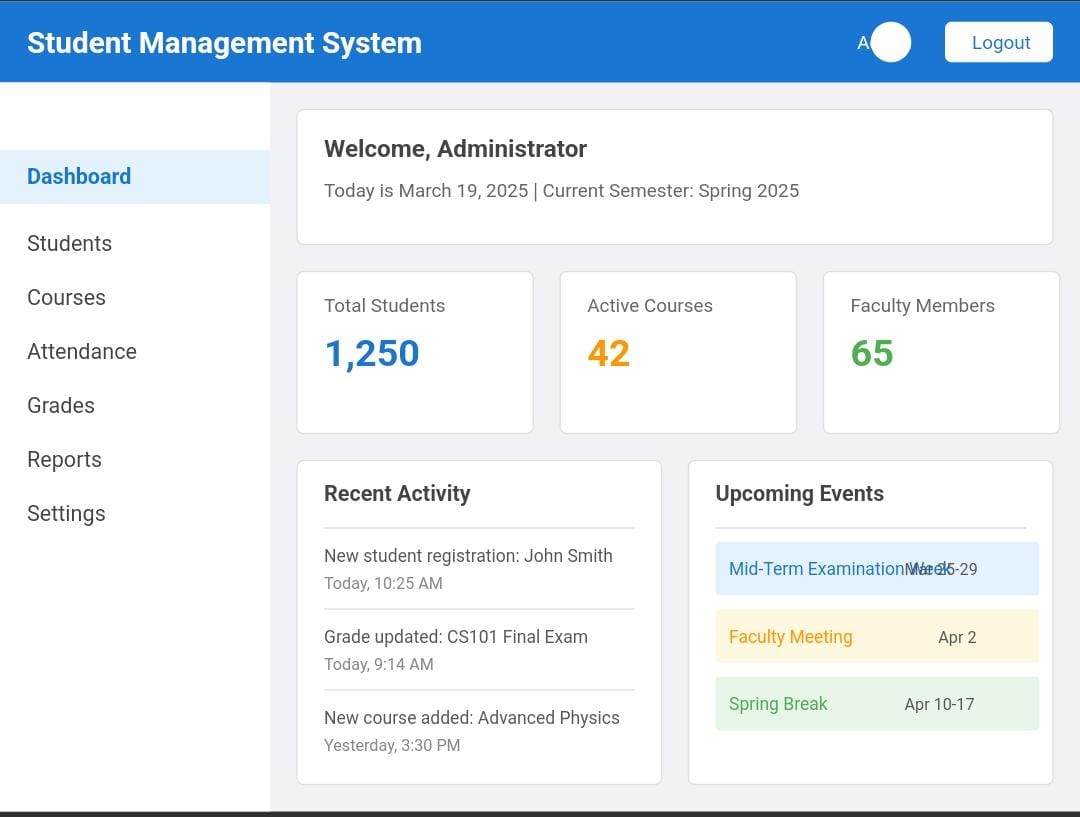 Student Management System
A
Logout
Dashboard
Students
Courses
Attendance
Grades
Reports
Settings
Welcome, Administrator
Today is March 19, 2025 | Current Semester: Spring 2025
Total Students
1,250
Active Courses
42
Faculty Members
65
Recent Activity
New student registration: John Smith
Today, 10:25 AM
Grade updated: CS101 Final Exam
Today, 9:14 AM
New course added: Advanced Physics
Yesterday, 3:30 PM
Upcoming Events
Mid-Term Examination Week Mar 25-29
Faculty Meeting Apr 2
Spring Break Apr 10-17